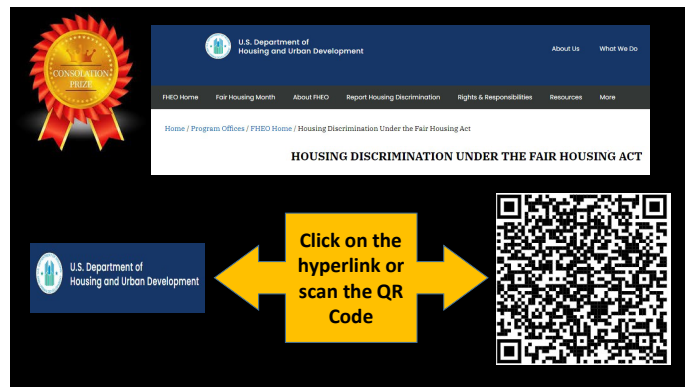 CONSOLATION
PRIZE
U.S. Department of
Housing and Urban Development
About Us
What We Do
FHEO Home
Fair Housing Month
About FHEO
Report Housing Discrimination
Rights & Responsibilities
Resources
More
Home / Program Offices / FHEO Home / Housing Discrimination Under the Fair Housing Act
HOUSING DISCRIMINATION UNDER THE FAIR HOUSING ACT
U.S. Department of
Housing and Urban Development
Click on the
hyperlink or
scan the QR
Code